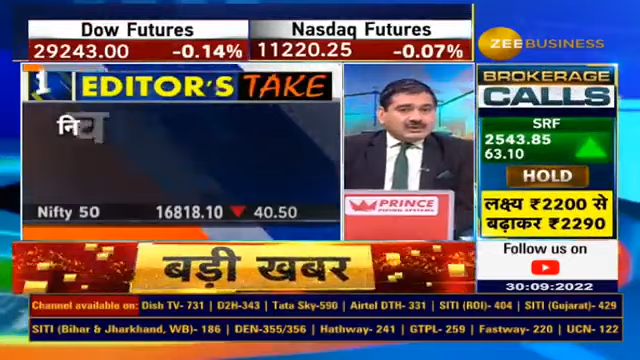 Dow Futures
29243.00 -0.14%
Nasdaq Futures
11220.25 -0.07%
ZEE BUSINESS
1 EDITOR'S TAKE
Nifty 50 16818.10 40.50
PRINCE
PIPING SYSTEMS
BROKERAGE
CALLS
SRF
2543.85
63.10
HOLD
लक्ष्य ₹2200 से
बढ़ाकर ₹2290
बड़ी खबर
Follow us on
30:09:2022
Channel available on: Dish TV- 731 | D2H-343 | Tata Sky-590 | Airtel DTH- 331 | SITI (ROI)- 404 | SITI (Gujarat)- 429
SITI (Bihar & Jharkhand, WB)- 186 | DEN-355/356 | Hathway- 241 | GTPL- 259 | Fastway- 220 | UCN- 122